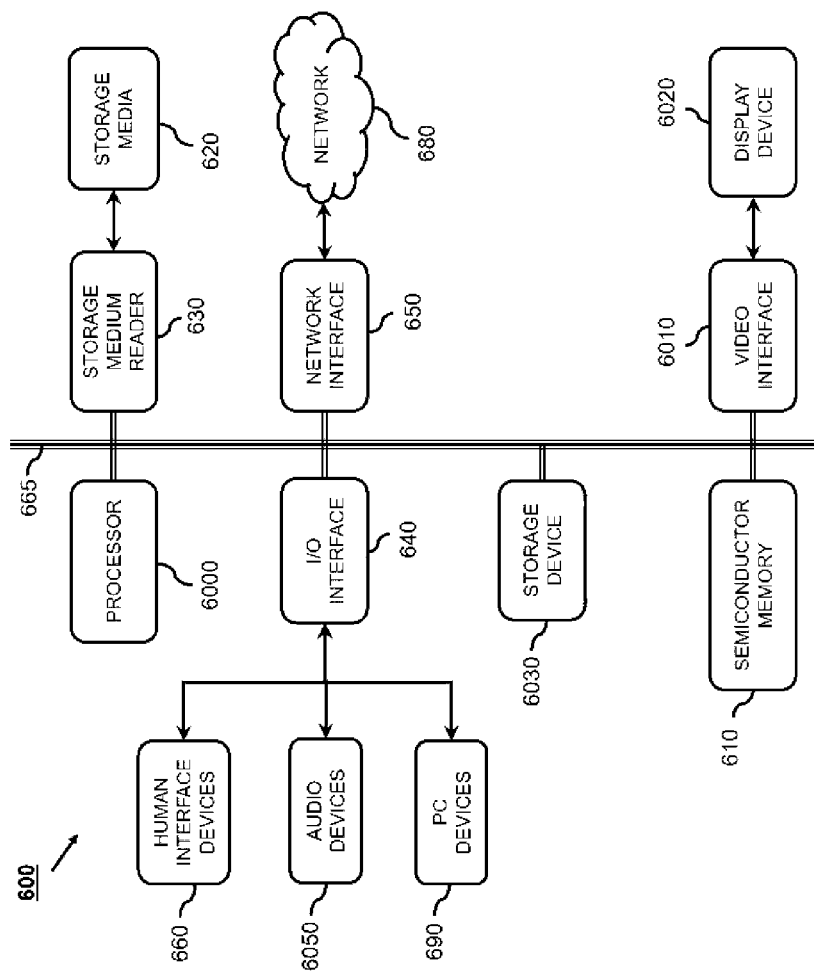 600
HUMAN
INTERFACE
DEVICES
660
AUDIO
DEVICES
6050
PC
DEVICES
690
PROCESSOR
6000
I/O
INTERFACE
640
STORAGE
DEVICE
6030
SEMICONDUCTOR
MEMORY
610
665
STORAGE
MEDIUM
READER
630
NETWORK
INTERFACE
650
VIDEO
INTERFACE
6010
STORAGE
MEDIA
620
NETWORK
680
DISPLAY
DEVICE
6020